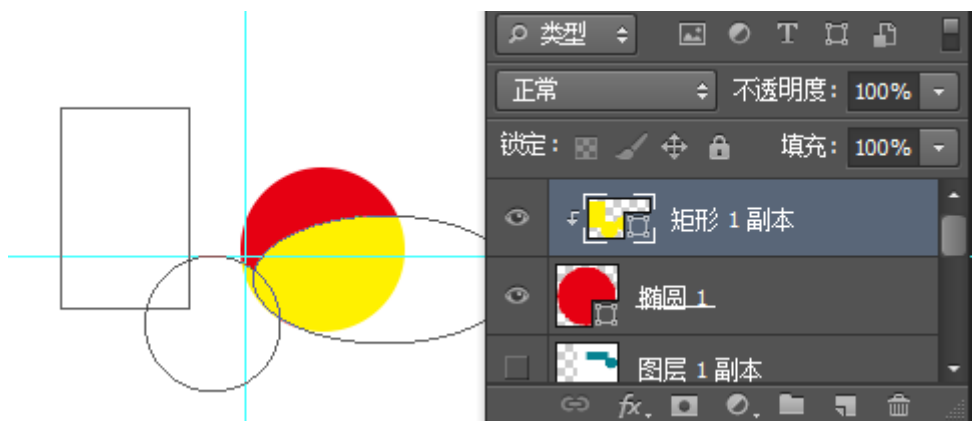 类型
正常 不透明度: 100%
锁定: 填充: 100%
矩形 1 副本
椭圆 1
图层 1 副本
fx.